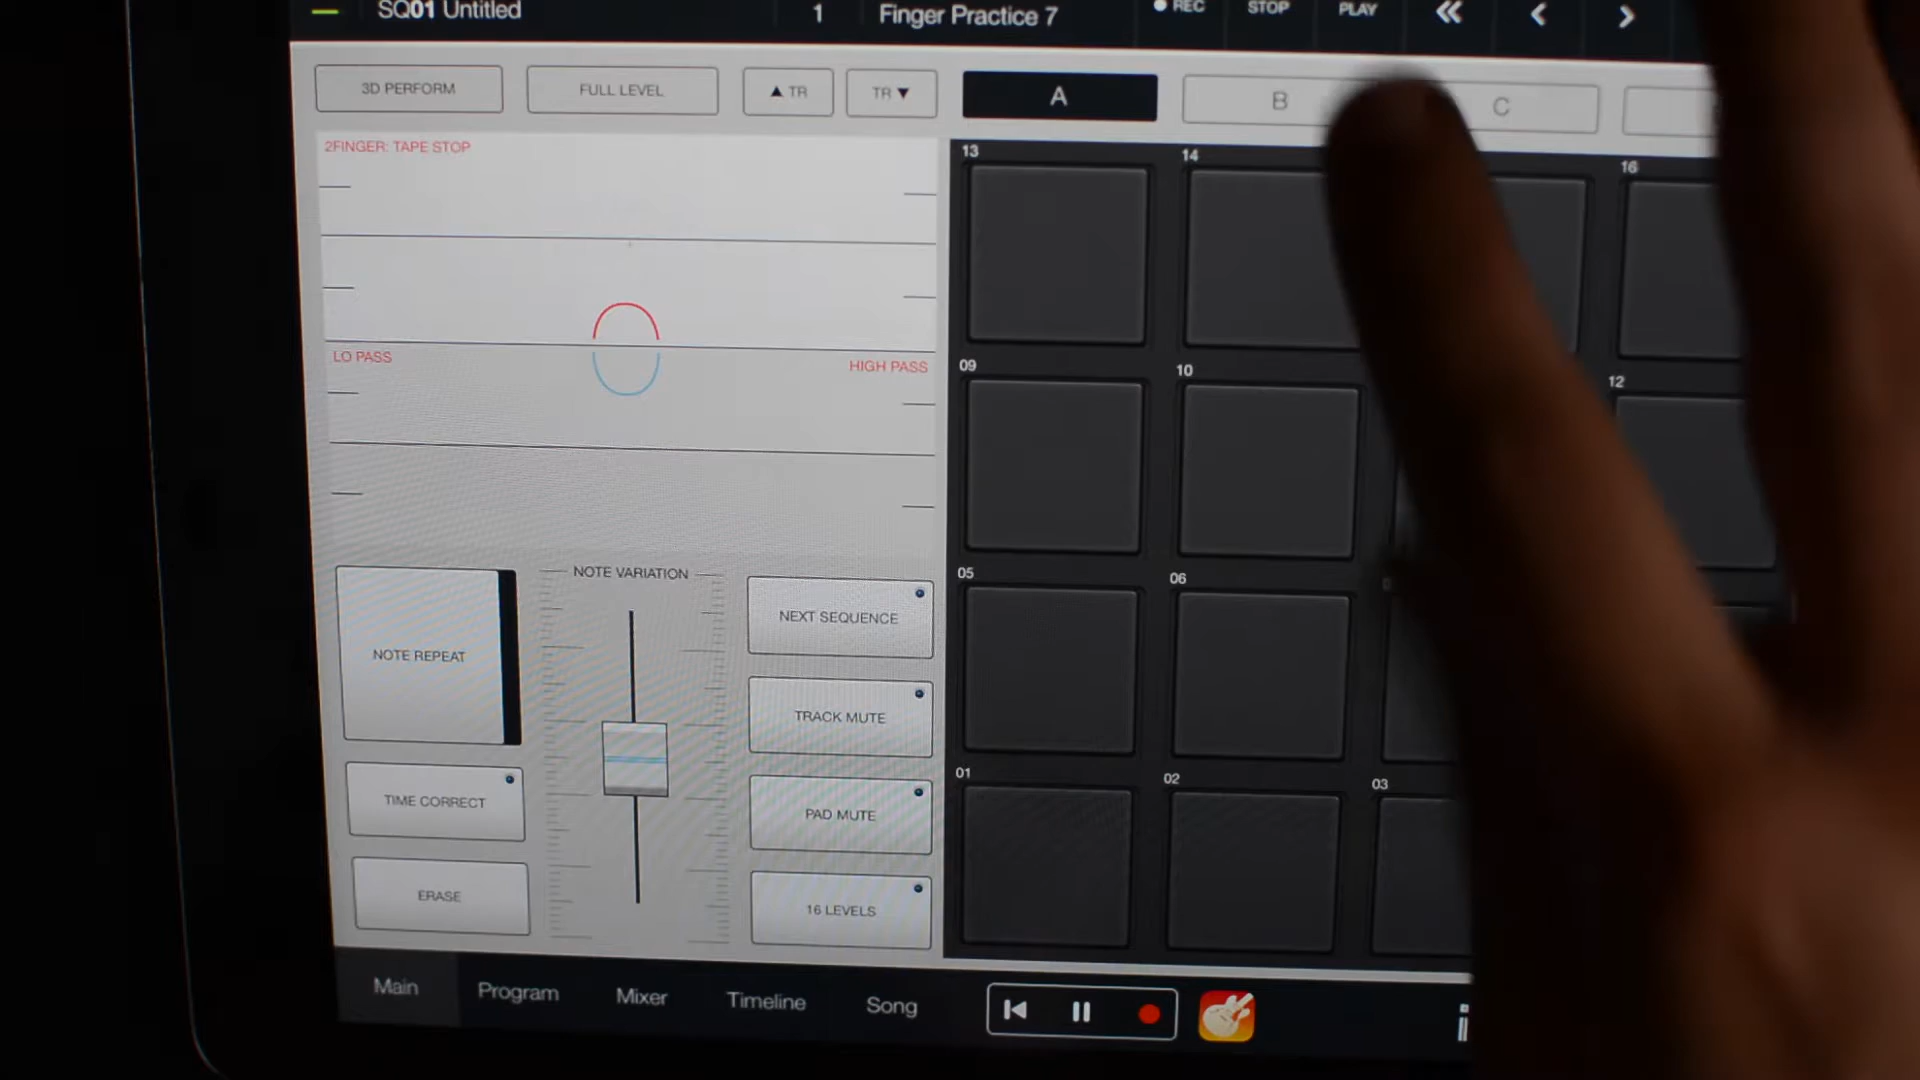 SQ01 Untitled
1
Finger Practice 7
REC
STOP
PLAY
3D PERFORM
FULL LEVEL
▲ TR
TR ▼
A
B
C
2FINGER: TAPE STOP
LO PASS
HIGH PASS
13
14
16
09
10
12
05
06
01
02
03
NOTE REPEAT
NOTE VARIATION
NEXT SEQUENCE
TRACK MUTE
TIME CORRECT
PAD MUTE
ERASE
16 LEVELS
Main
Program
Mixer
Timeline
Song